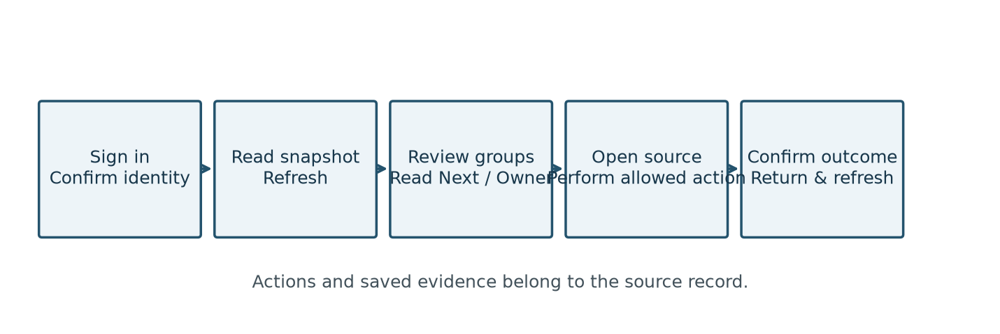 Sign in
Confirm identity
Read snapshot
Refresh
Review groups
Read Next / Owner
Open source
Perform allowed action
Confirm outcome
Return & refresh
Actions and saved evidence belong to the source record.